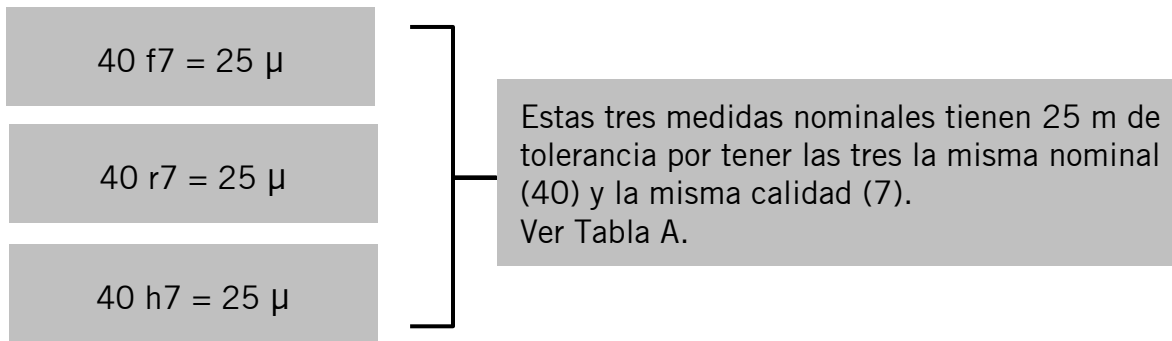 40 f7 = 25 μ
40 r7 = 25 μ
40 h7 = 25 μ
Estas tres medidas nominales tienen 25 m de
tolerancia por tener las tres la misma nominal
(40) y la misma calidad (7).
Ver Tabla A.